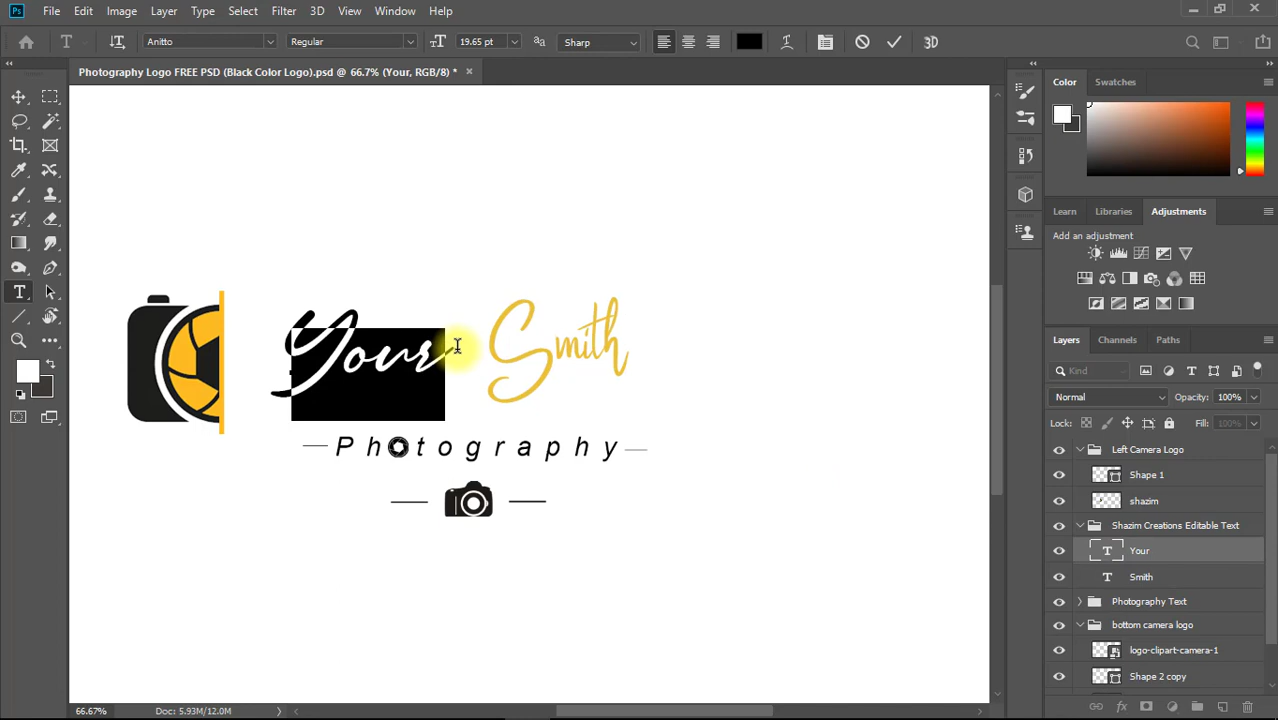 Ps File Edit Image Layer Type Select Filter 3D View Window Help
T Anitto Regular 19.65 pt Sharp 3D
Photography Logo FREE PSD (Black Color Logo).psd @ 66.7% (Your, RGB/8) * ×
Color Swatches
Learn Libraries Adjustments
Add an adjustment
Your Smith
Photography
Layers Channels Paths
Kind
Normal Opacity: 100%
Lock: Fill: 100%
Left Camera Logo
Shape 1
shazim
Shazim Creations Editable Text
T Your
T Smith
Photography Text
bottom camera logo
logo-clipart-camera-1
Shape 2 copy
66.67% Doc: 5.93M/12.0M